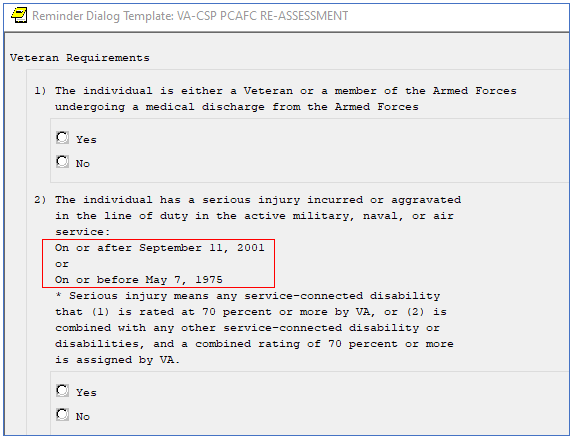 Reminder Dialog Template: VA-CSP PCAFC RE-ASSESSMENT
Veteran Requirements
1) The individual is either a Veteran or a member of the Armed Forces
undergoing a medical discharge from the Armed Forces
Yes
No
2) The individual has a serious injury incurred or aggravated
in the line of duty in the active military, naval, or air
service:
On or after September 11, 2001
or
On or before May 7, 1975
* Serious injury means any service-connected disability
that (1) is rated at 70 percent or more by VA, or (2) is
combined with any other service-connected disability or
disabilities, and a combined rating of 70 percent or more
is assigned by VA.
Yes
No